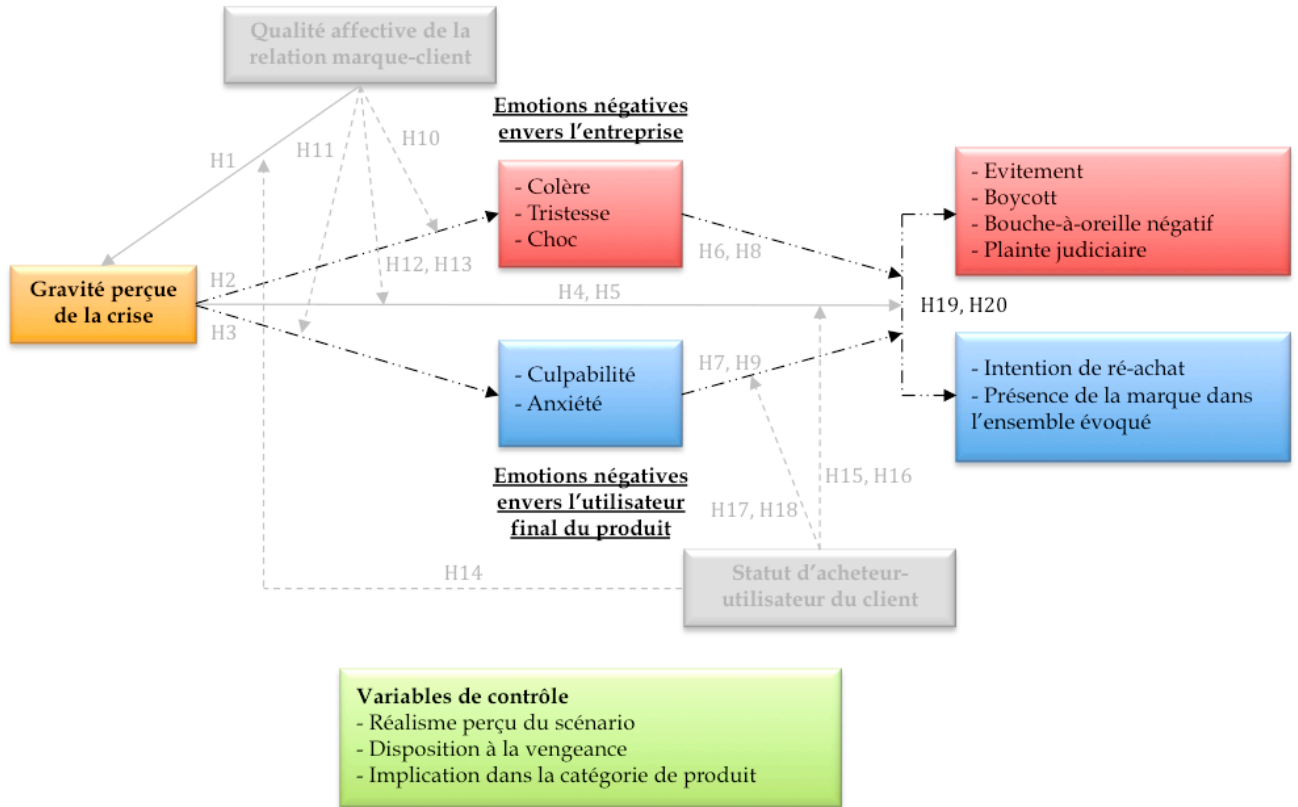 Qualité affective de la
relation marque-client
Emotions négatives
envers l'entreprise
H1
H11
H10
- Colère
- Tristesse
- Choc
- Evitement
- Boycott
- Bouche-à-oreille négatif
- Plainte judiciaire
H6, H8
H12, H13
Gravité perçue
de la crise
H2
H4, H5
H19, H20
H3
- Culpabilité
- Anxiété
H7, H9
- Intention de ré-achat
- Présence de la marque dans
l'ensemble évoqué
Emotions négatives
envers l'utilisateur
final du produit
H15, H16
H17, H18
H14
Statut d'acheteur-
utilisateur du client
Variables de contrôle
- Réalisme perçu du scénario
- Disposition à la vengeance
- Implication dans la catégorie de produit